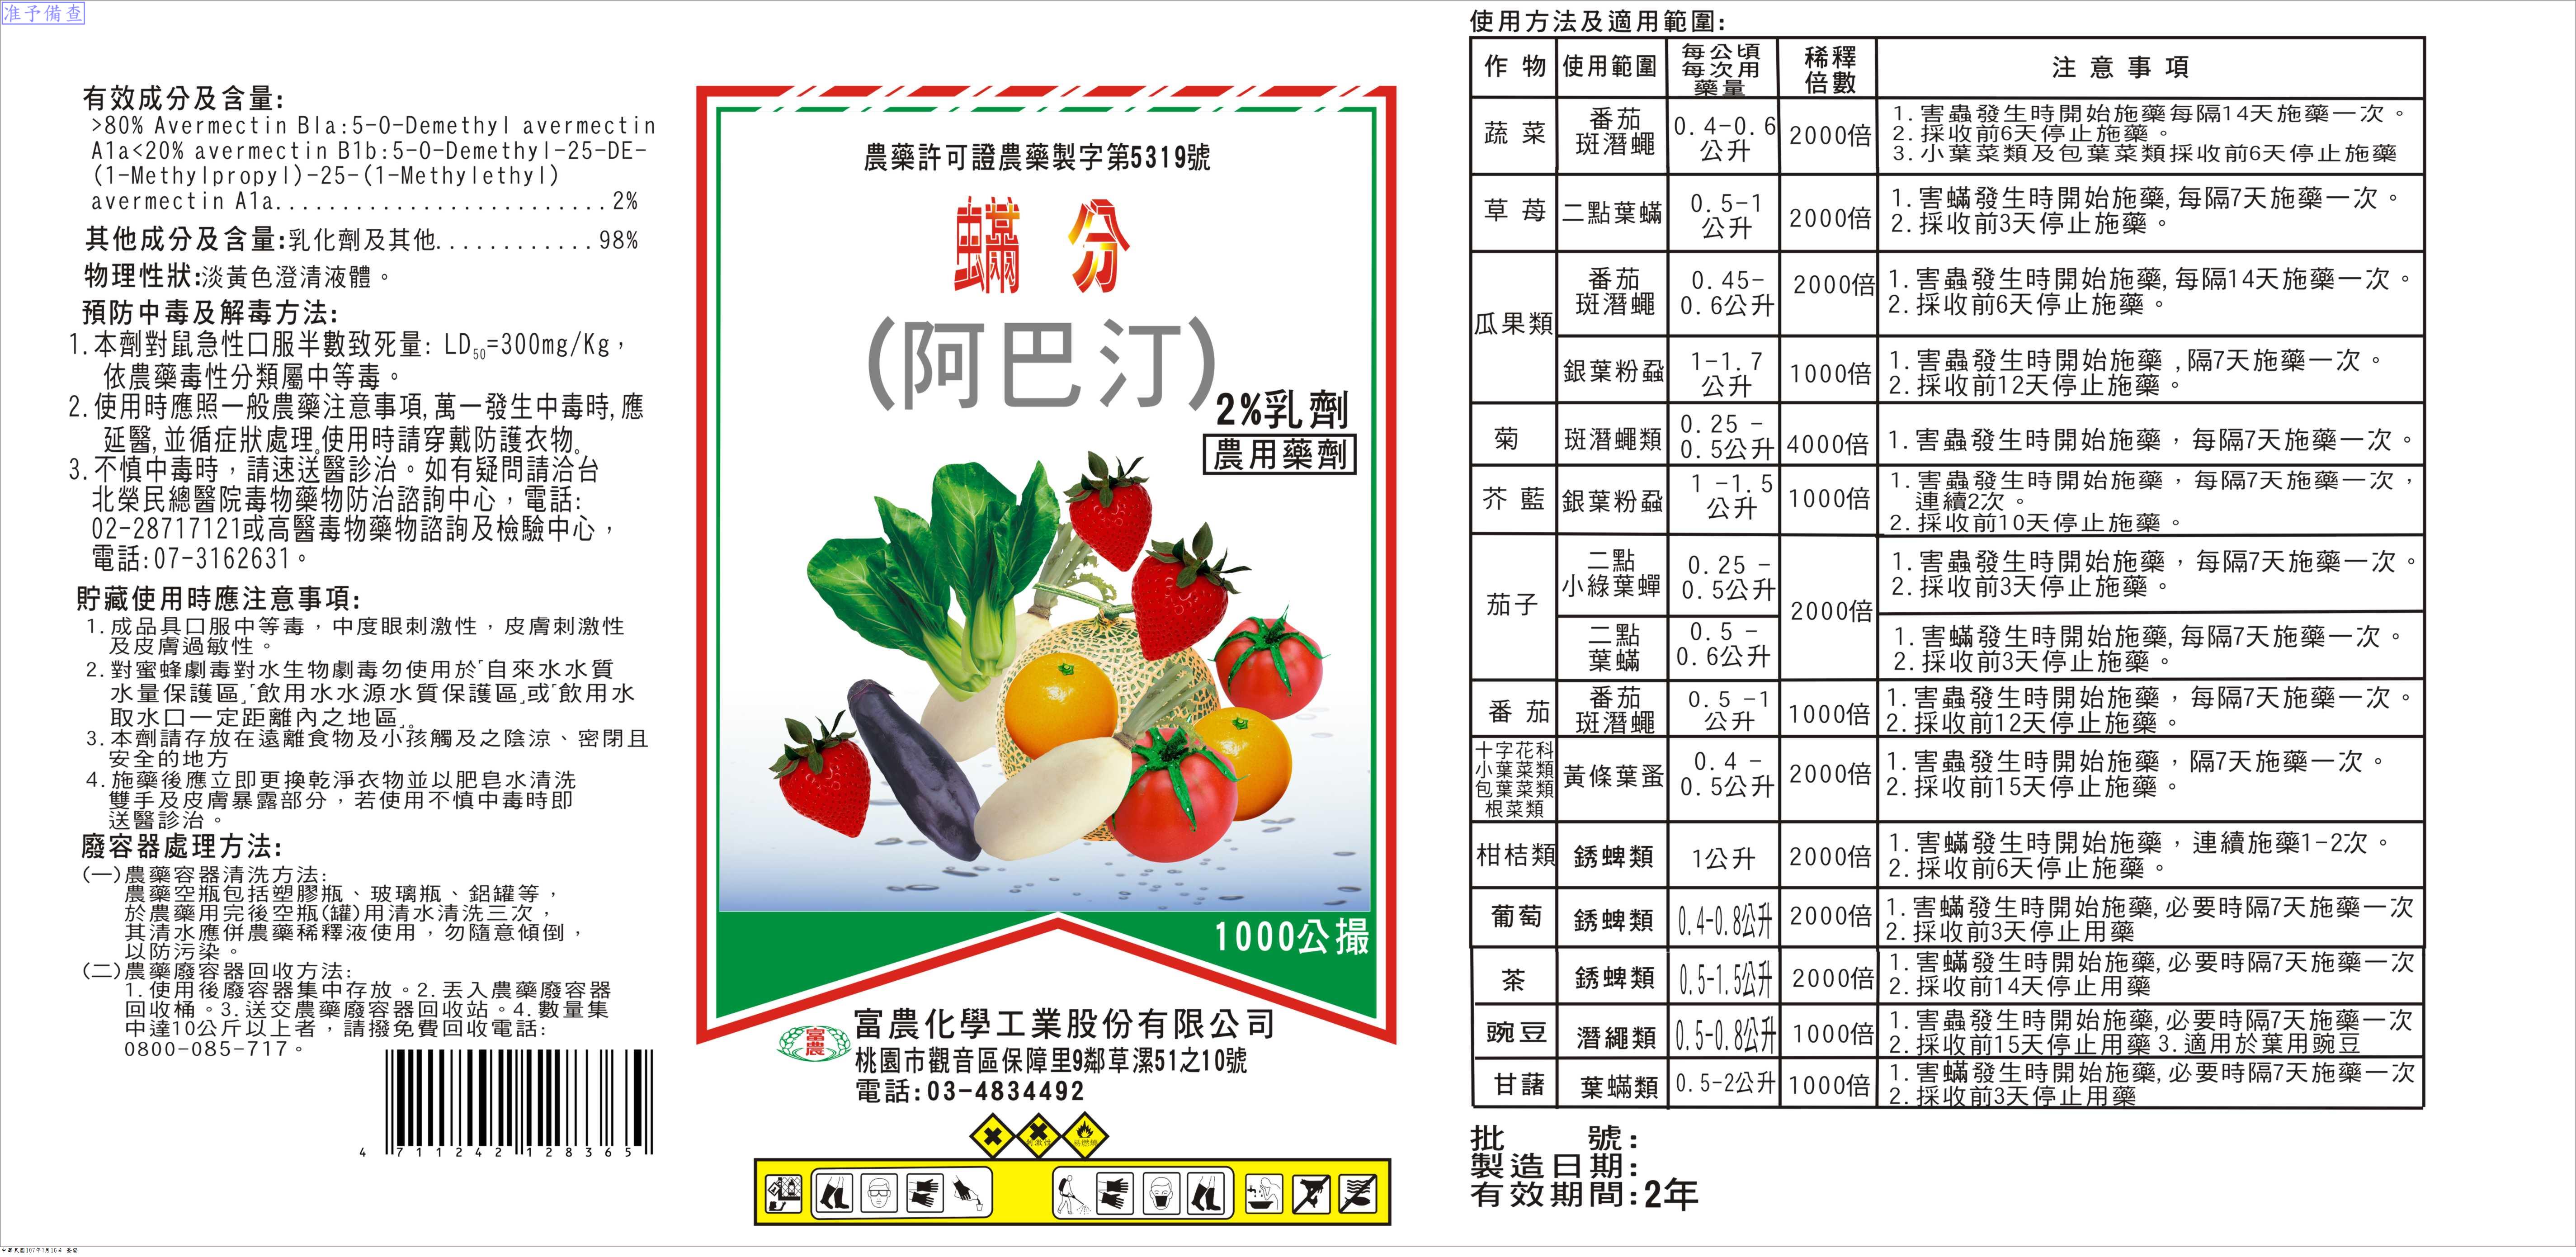 准予備查
有效成分及含量:
>80% Avermectin Bla:5-O-Demethyl avermectin
A1a<20% avermectin B1b:5-O-Demethyl-25-DE-
(1-Methylpropyl)-25-(1-Methylethyl)
avermectin A1a.........................2%
其他成分及含量:乳化劑及其他............98%
物理性狀:淡黃色澄清液體。
預防中毒及解毒方法:
1.本劑對鼠急性口服半數致死量: LD50=300mg/Kg,
依農藥毒性分類屬中等毒。
2.使用時應照一般農藥注意事項,萬一發生中毒時,應
延醫,並循症狀處理。使用時請穿戴防護衣物。
3.不慎中毒時,請速送醫診治。如有疑問請洽台
北榮民總醫院毒物藥物防治諮詢中心,電話:
02-28717121或高醫毒物藥物諮詢及檢驗中心,
電話:07-3162631。
貯藏使用時應注意事項:
1.成品具口服中等毒,中度眼刺激性,皮膚刺激性
及皮膚過敏性。
2.對蜜蜂劇毒對水生物劇毒勿使用於「自來水水質
水量保護區」「飲用水水源水質保護區」或「飲用水
取水口一定距離內之地區」。
3.本劑請存放在遠離食物及小孩觸及之陰涼、密閉且
安全的地方
4.施藥後應立即更換乾淨衣物並以肥皂水清洗
雙手及皮膚暴露部分,若使用不慎中毒時即
送醫診治。
廢容器處理方法:
(一)農藥容器清洗方法:
農藥空瓶包括塑膠瓶、玻璃瓶、鋁罐等,
於農藥用完後空瓶(罐)用清水清洗三次,
其清水應併農藥稀釋液使用,勿隨意傾倒,
以防污染。
(二)農藥廢容器回收方法:
1.使用後廢容器集中存放。2.丟入農藥廢容器
回收桶。3.送交農藥廢容器回收站。4.數量集
中達10公斤以上者,請撥免費回收電話:
0800-085-717。
4 711242 128365
農藥許可證農藥製字第5319號
蟎分
(阿巴汀)
2%乳劑
農用藥劑
1000公撮
富農
富農化學工業股份有限公司
桃園市觀音區保障里9鄰草漯51之10號
電話:03-4834492
刺激性
易燃燒
使用方法及適用範圍:
作物 使用範圍 每公頃每次用藥量 稀釋倍數 注意事項
蔬菜 番茄斑潛蠅 0.4-0.6公升 2000倍 1.害蟲發生時開始施藥每隔14天施藥一次。
2.採收前6天停止施藥。
3.小葉菜類及包葉菜類採收前6天停止施藥
草莓 二點葉蟎 0.5-1公升 2000倍 1.害蟎發生時開始施藥,每隔7天施藥一次。
2.採收前3天停止施藥。
瓜果類 番茄斑潛蠅 0.45-0.6公升 2000倍 1.害蟲發生時開始施藥,每隔14天施藥一次。
2.採收前6天停止施藥。
銀葉粉蝨 1-1.7公升 1000倍 1.害蟲發生時開始施藥,隔7天施藥一次。
2.採收前12天停止施藥。
菊 斑潛蠅類 0.25-0.5公升 4000倍 1.害蟲發生時開始施藥,每隔7天施藥一次。
芥藍 銀葉粉蝨 1-1.5公升 1000倍 1.害蟲發生時開始施藥,每隔7天施藥一次,
連續2次。
2.採收前10天停止施藥。
茄子 二點小綠葉蟬 0.25-0.5公升 2000倍 1.害蟲發生時開始施藥,每隔7天施藥一次。
2.採收前3天停止施藥。
二點葉蟎 0.5-0.6公升 1.害蟎發生時開始施藥,每隔7天施藥一次。
2.採收前3天停止施藥。
番茄 番茄斑潛蠅 0.5-1公升 1000倍 1.害蟲發生時開始施藥,每隔7天施藥一次。
2.採收前12天停止施藥。
十字花科小葉菜類包葉菜類根菜類 黃條葉蚤 0.4-0.5公升 2000倍 1.害蟲發生時開始施藥,隔7天施藥一次。
2.採收前15天停止施藥。
柑桔類 銹蜱類 1公升 2000倍 1.害蟎發生時開始施藥,連續施藥1-2次。
2.採收前6天停止施藥。
葡萄 銹蜱類 0.4-0.8公升 2000倍 1.害蟎發生時開始施藥,必要時隔7天施藥一次
2.採收前3天停止用藥
茶 銹蜱類 0.5-1.5公升 2000倍 1.害蟎發生時開始施藥,必要時隔7天施藥一次
2.採收前14天停止用藥
豌豆 潛繩類 0.5-0.8公升 1000倍 1.害蟲發生時開始施藥,必要時隔7天施藥一次
2.採收前15天停止用藥 3.適用於葉用豌豆
甘藷 葉蟎類 0.5-2公升 1000倍 1.害蟎發生時開始施藥,必要時隔7天施藥一次
2.採收前3天停止用藥
批 號:
製造日期:
有效期間:2年
中華民國107年7月16日